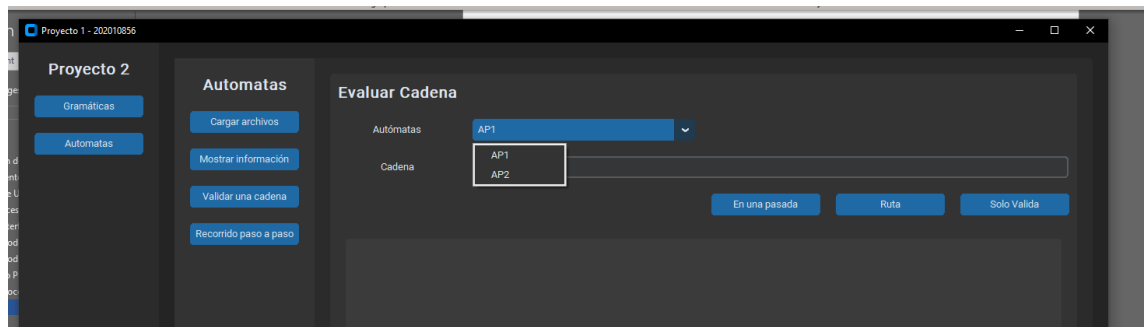 Proyecto 1 - 202010856
Proyecto 2
Gramáticas
Automatas
Automatas
Cargar archivos
Mostrar información
Validar una cadena
Recorrido paso a paso
Evaluar Cadena
Autómatas
AP1
AP1
AP2
Cadena
En una pasada
Ruta
Solo Valida